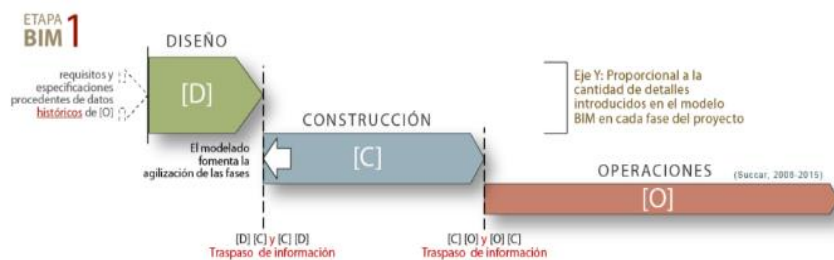 ETAPA
BIM 1
DISEÑO
requisitos y
especificaciones
procedentes de datos
históricos de [O]
[D]
Eje Y: Proporcional a la
cantidad de detalles
introducidos en el modelo
BIM en cada fase del proyecto
CONSTRUCCIÓN
El modelado
fomenta la
agilización de las fases
[C]
OPERACIONES
(Succar, 2008-2015)
[O]
[D] [C] y [C] [D]
Traspaso de información
[C] [O] y [O] [C]
Traspaso de información